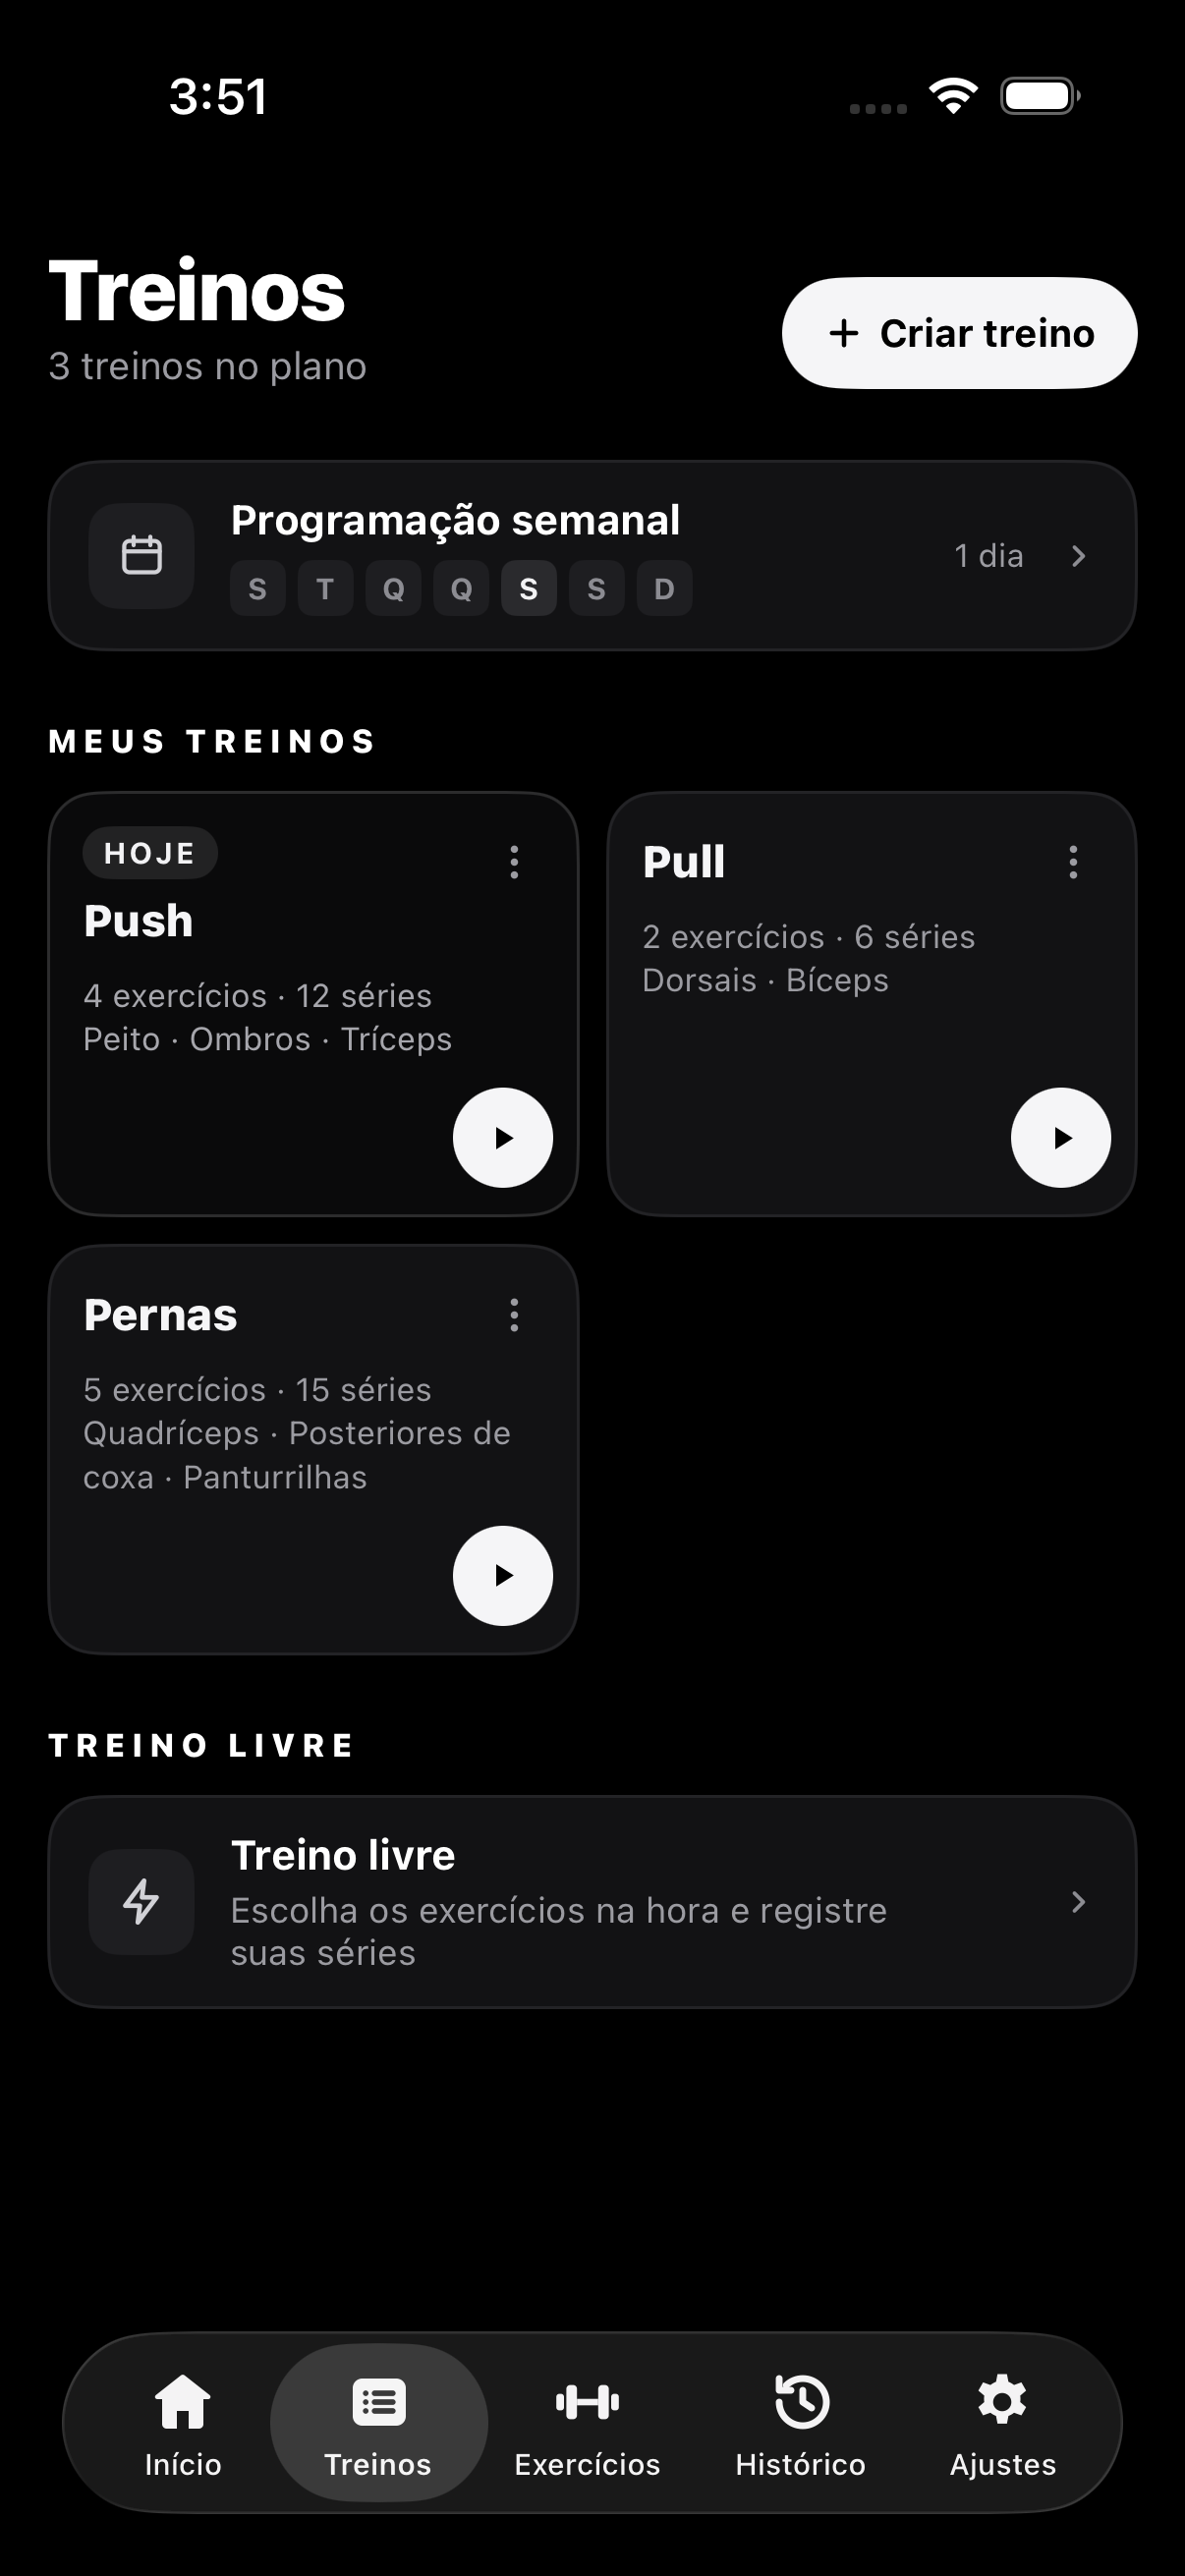 3:51
Treinos
3 treinos no plano
+ Criar treino
Programação semanal
S T Q Q S S D
1 dia
MEUS TREINOS
HOJE
Push
4 exercícios · 12 séries
Peito · Ombros · Tríceps
Pull
2 exercícios · 6 séries
Dorsais · Bíceps
Pernas
5 exercícios · 15 séries
Quadríceps · Posteriores de
coxa · Panturrilhas
TREINO LIVRE
Treino livre
Escolha os exercícios na hora e registre
suas séries
Início
Treinos
Exercícios
Histórico
Ajustes